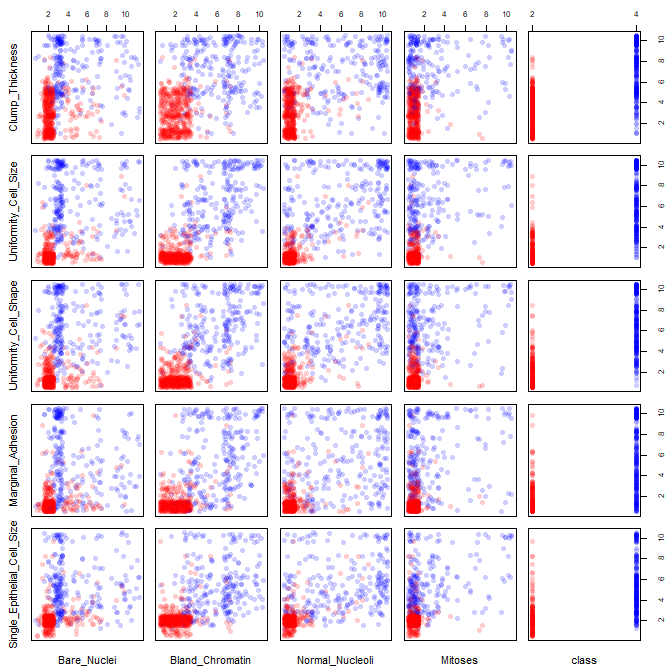 2 4 6 8 10 2 4 6 8 10 2 4 6 8 10 2 4 6 8 10 2 4
Clump_Thickness 2 4 6 8 10
Uniformity_Cell_Size 2 4 6 8 10
Uniformity_Cell_Shape 2 4 6 8 10
Marginal_Adhesion 2 4 6 8 10
Single_Epithelial_Cell_Size 2 4 6 8 10
Bare_Nuclei Bland_Chromatin Normal_Nucleoli Mitoses class